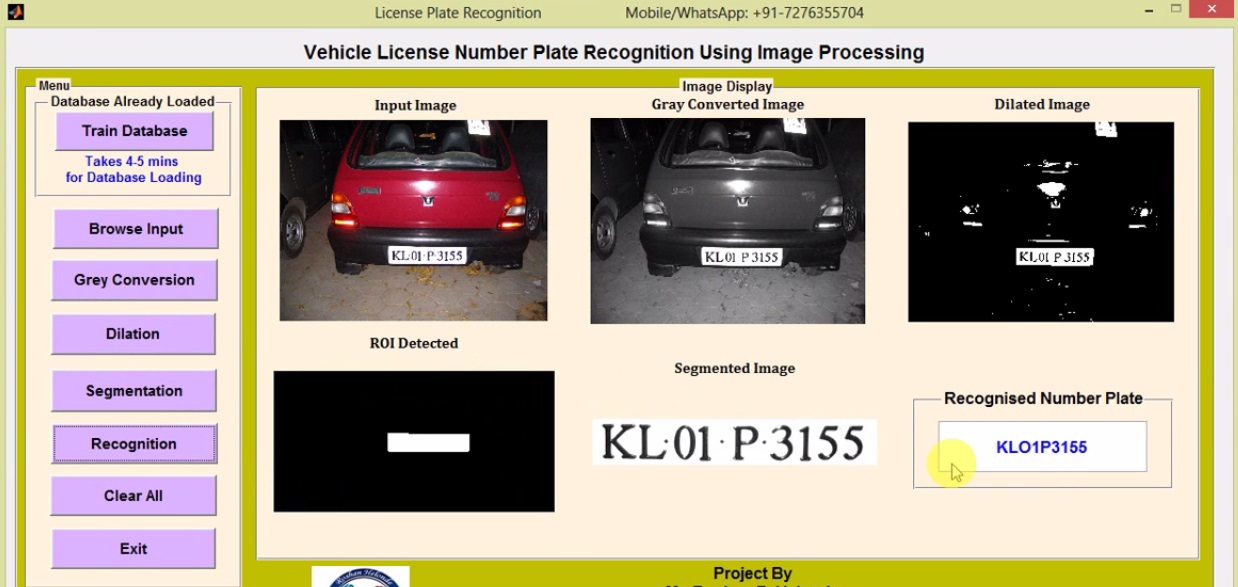 License Plate Recognition Mobile/WhatsApp: +91-7276355704
Vehicle License Number Plate Recognition Using Image Processing
Menu
Database Already Loaded
Train Database
Takes 4-5 mins
for Database Loading
Browse Input
Grey Conversion
Dilation
Segmentation
Recognition
Clear All
Exit
Image Display
Input Image
KL·01·P·3155
Gray Converted Image
KL 01 P 3155
Dilated Image
KL 01 P 3155
ROI Detected
Segmented Image
KL·01·P·3155
Recognised Number Plate
KLO1P3155
Project By